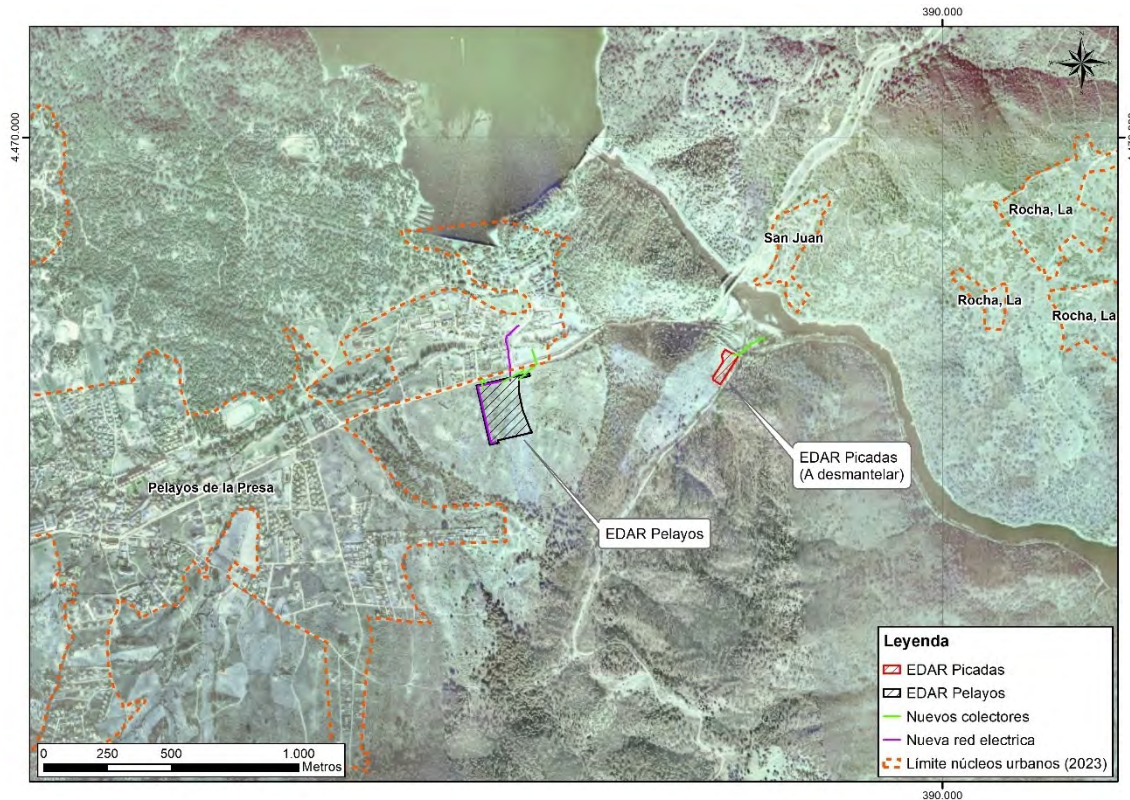 390.000
4.470.000
Rocha, La
San Juan
Rocha, La
Rocha, La
EDAR Picadas
(A desmantelar)
Pelayos de la Presa
EDAR Pelayos
Leyenda
EDAR Picadas
EDAR Pelayos
Nuevos colectores
Nueva red electrica
Límite núcleos urbanos (2023)
0 250 500 1.000
Metros
390.000